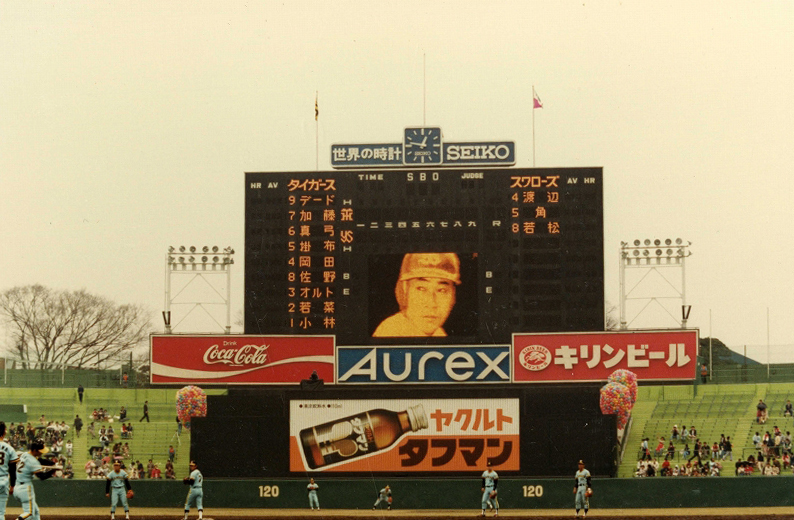 世界の時計 SEIKO
SEIKO
HR AV タイガース
TIME SBO JUDGE
スワローズ AV HR
9 デード
7 加藤
6 真弓
5 掛布
4 岡田
8 佐野
3 オルト
2 若菜
1 小林
H
阪 ys
H
B
E
一二三四五六七八九 R
4 渡辺
5 角
8 若松
B
E
Drink
Coca-Cola
Aurex
キリンビール
ヤクルト
タフマン
120
120